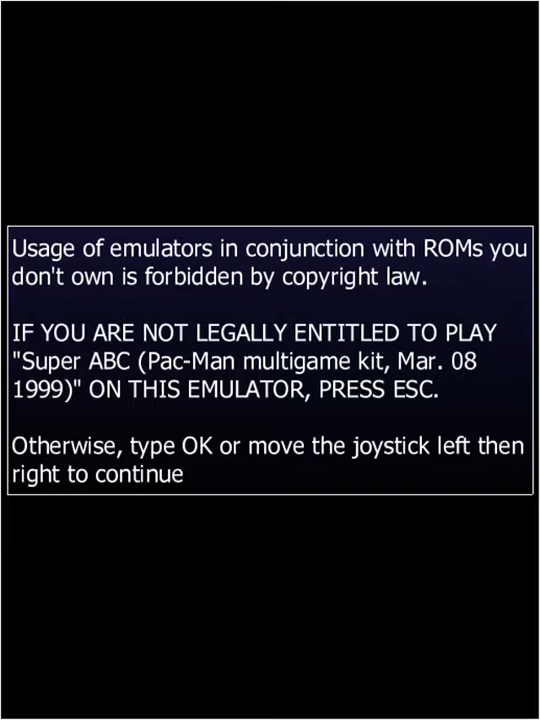 Usage of emulators in conjunction with ROMs you
don't own is forbidden by copyright law.
IF YOU ARE NOT LEGALLY ENTITLED TO PLAY
"Super ABC (Pac-Man multigame kit, Mar. 08
1999)" ON THIS EMULATOR, PRESS ESC.
Otherwise, type OK or move the joystick left then
right to continue